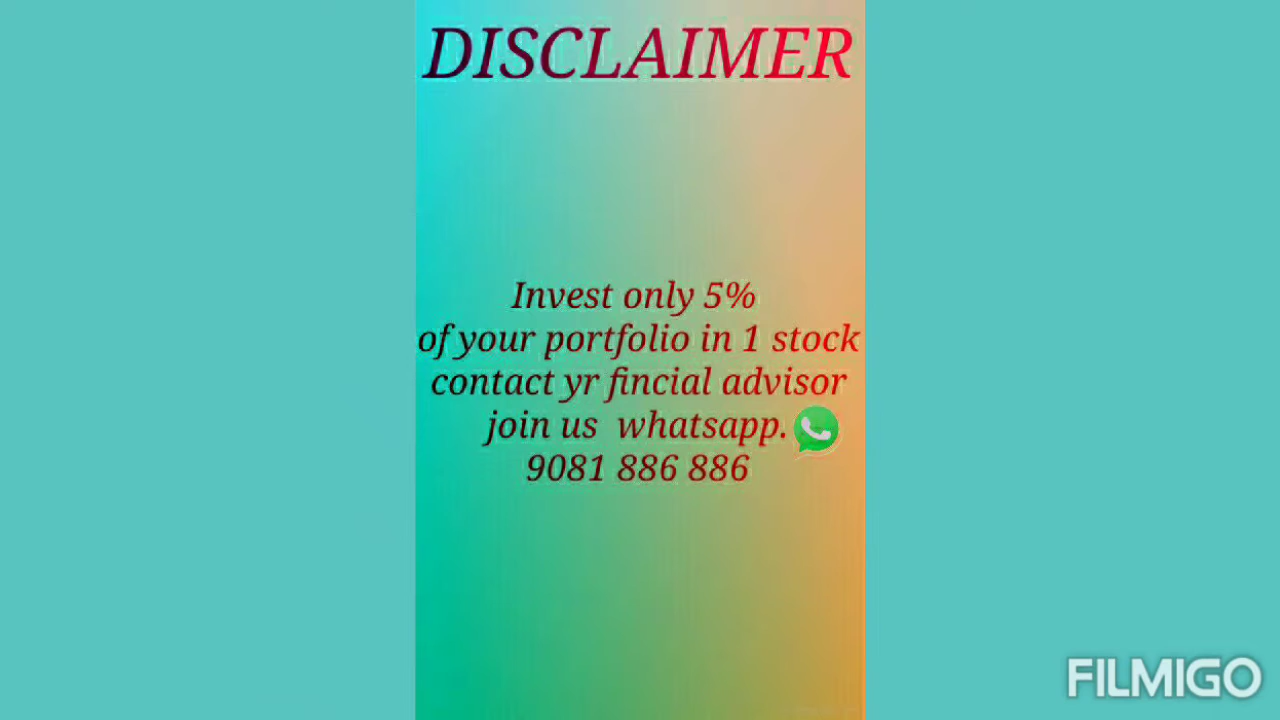 DISCLAIMER
Invest only 5%
of your portfolio in 1 stock
contact yr fincial advisor
join us whatsapp.
9081 886 886
FILMIGO